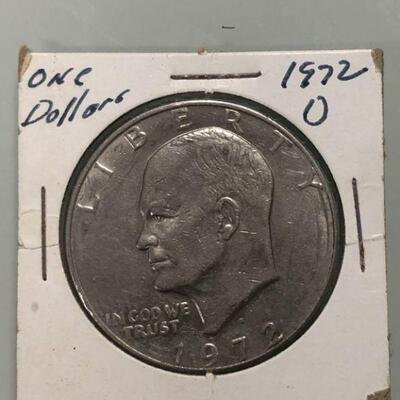 ONE
Dollars
1972
O
LIBERTY
IN GOD WE
TRUST
1972